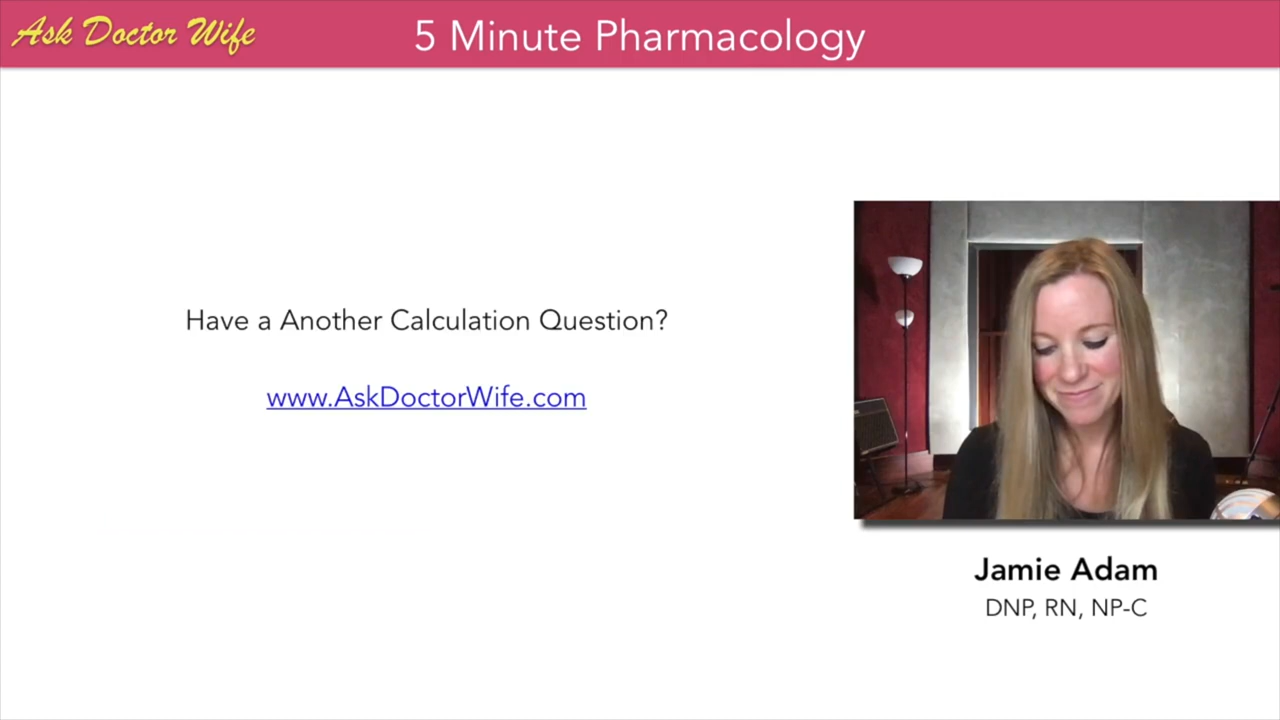 Ask Doctor Wife
5 Minute Pharmacology
Have a Another Calculation Question?
www.AskDoctorWife.com
Jamie Adam
DNP, RN, NP-C